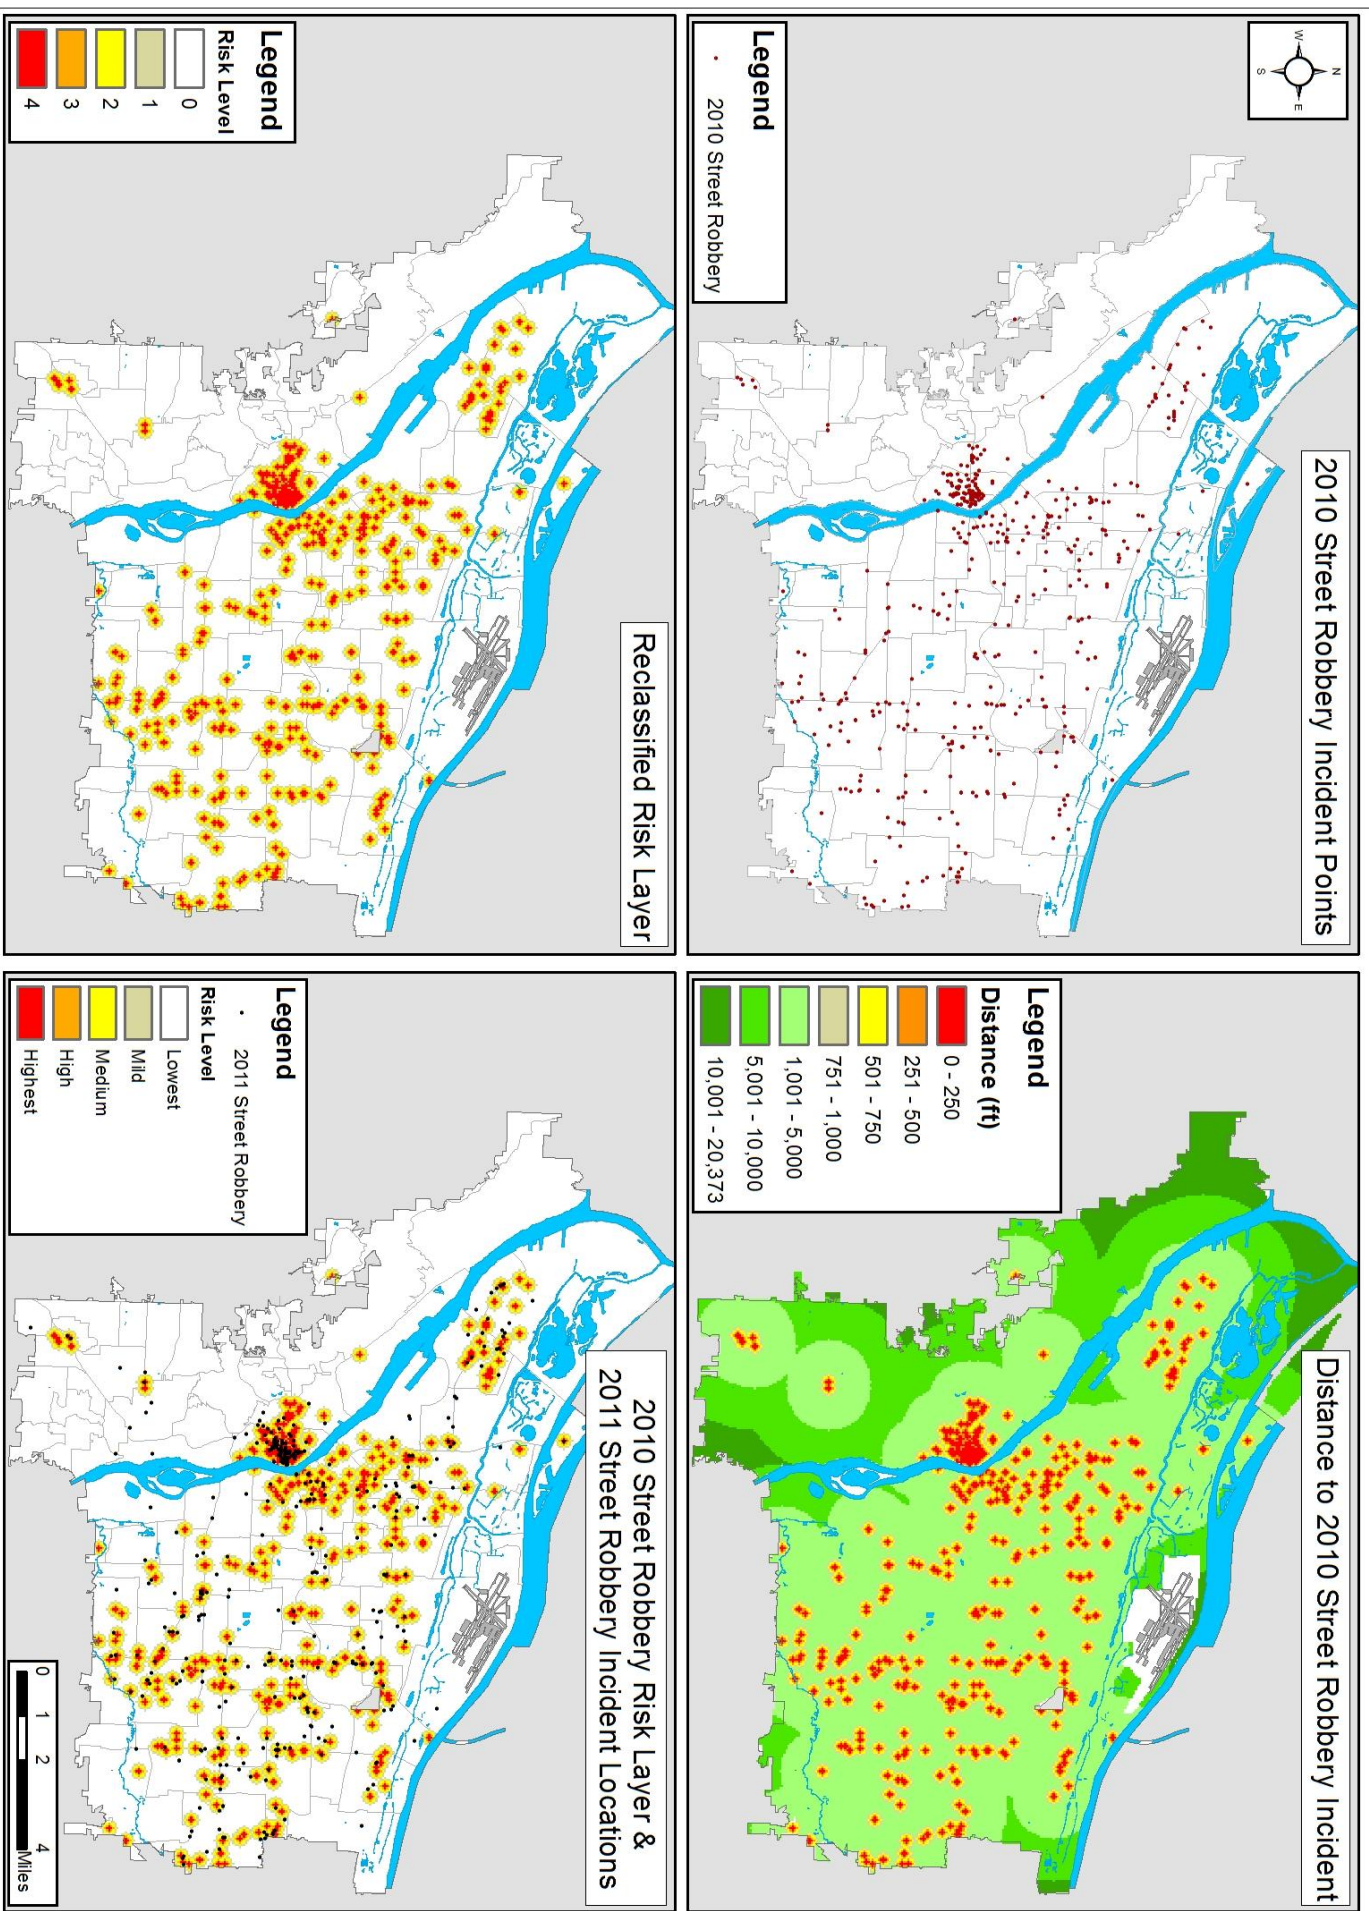 2010 Street Robbery Incident Points
N
W
E
S
Legend
2010 Street Robbery
Distance to 2010 Street Robbery Incident
Legend
Distance (ft)
0 - 250
251 - 500
501 - 750
751 - 1,000
1,001 - 5,000
5,001 - 10,000
10,001 - 20,373
Reclassified Risk Layer
Legend
Risk Level
0
1
2
3
4
2010 Street Robbery Risk Layer &
2011 Street Robbery Incident Locations
Legend
2011 Street Robbery
Risk Level
Lowest
Mild
Medium
High
Highest
0 1 2 4
Miles